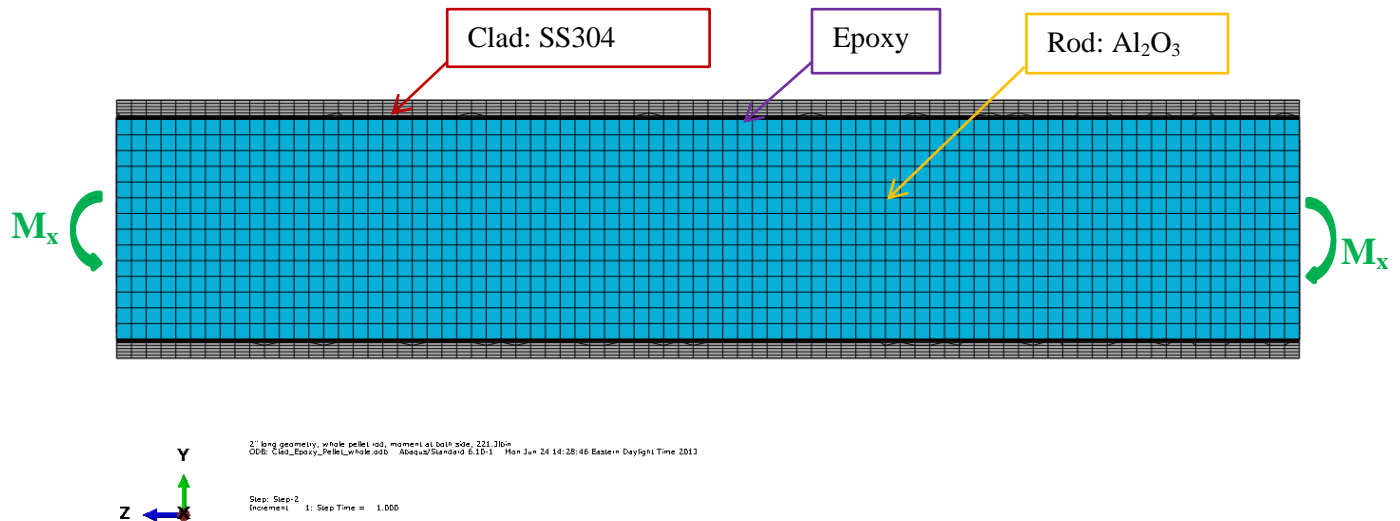 Clad: SS304
Epoxy
Rod: Al₂O₃
Mₓ
Mₓ
2" long geometry, whole pellet rod, moment at both side, 221.3lbin
ODB: Clad_Epoxy_Pellet_whole.odb Abaqus/Standard 6.10-1 Mon Jun 24 14:28:46 Eastern Daylight Time 2013
Y
Z
X
Step: Step-2
Increment 1: Step Time = 1.000